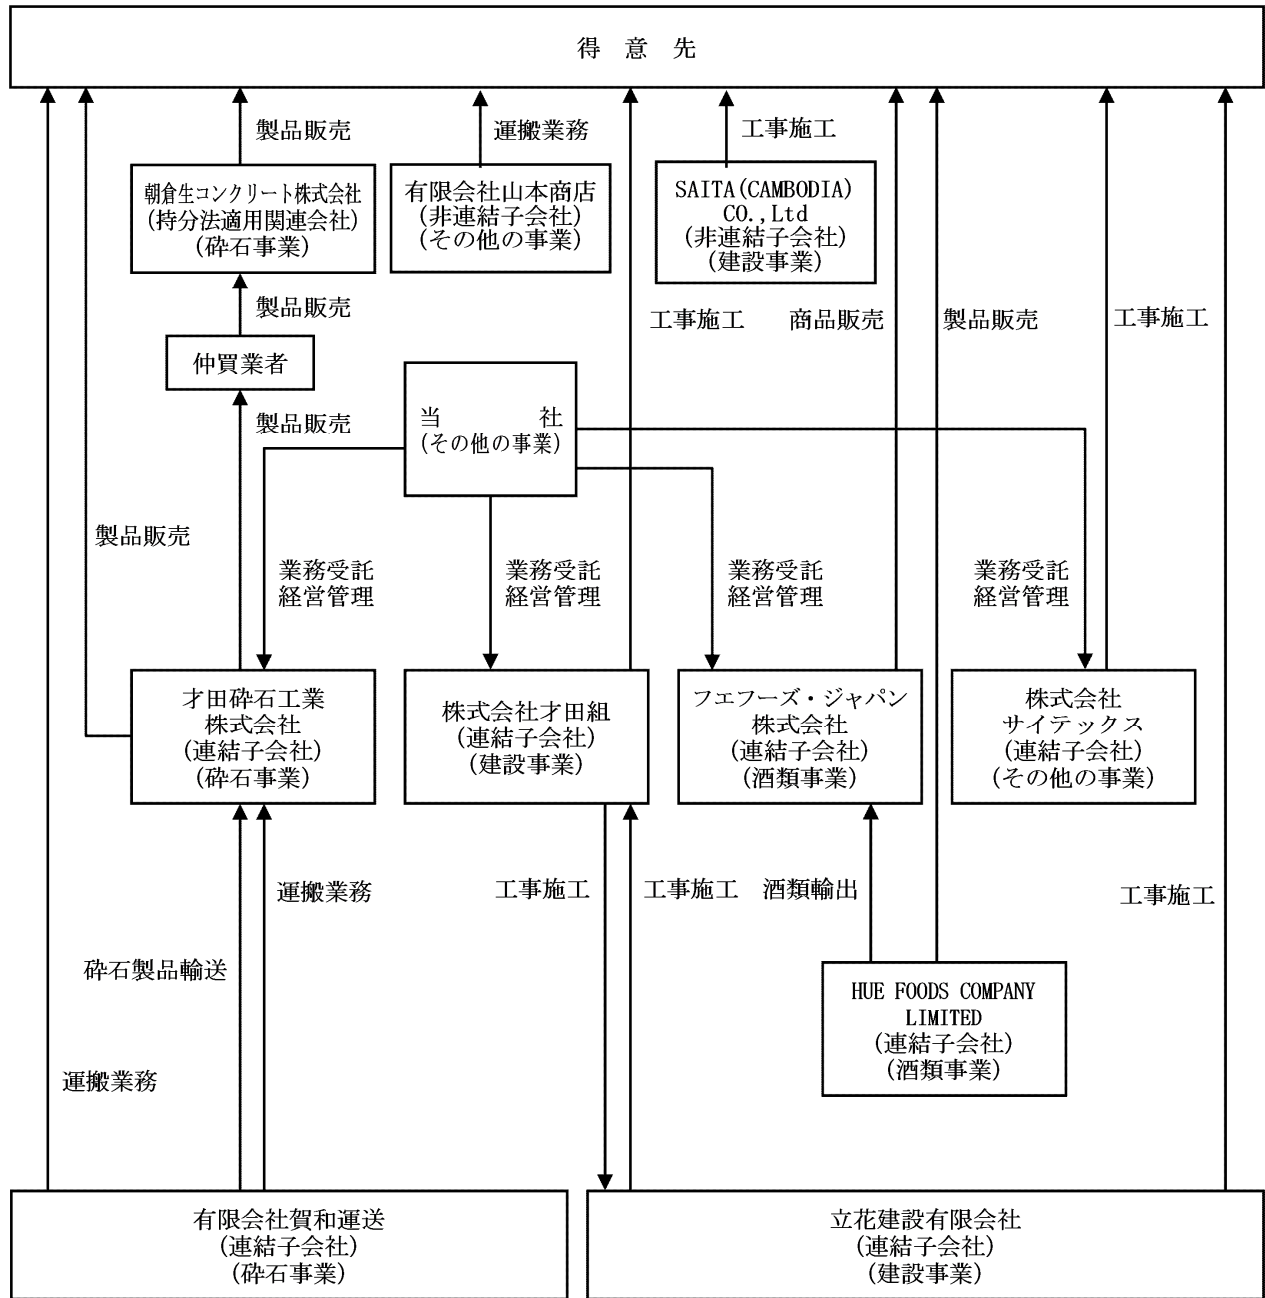 得意先
製品販売
運搬業務
工事施工
朝倉生コンクリート株式会社
(持分法適用関連会社)
(砕石事業)
有限会社山本商店
(非連結子会社)
(その他の事業)
SAITA(CAMBODIA)
CO.,Ltd
(非連結子会社)
(建設事業)
製品販売
工事施工
商品販売
製品販売
工事施工
仲買業者
製品販売
当社
(その他の事業)
製品販売
業務受託
経営管理
業務受託
経営管理
業務受託
経営管理
業務受託
経営管理
才田砕石工業
株式会社
(連結子会社)
(砕石事業)
株式会社才田組
(連結子会社)
(建設事業)
フエフーズ・ジャパン
株式会社
(連結子会社)
(酒類事業)
株式会社
サイテックス
(連結子会社)
(その他の事業)
運搬業務
工事施工
工事施工
酒類輸出
工事施工
砕石製品輸送
HUE FOODS COMPANY
LIMITED
(連結子会社)
(酒類事業)
運搬業務
有限会社賀和運送
(連結子会社)
(砕石事業)
立花建設有限会社
(連結子会社)
(建設事業)